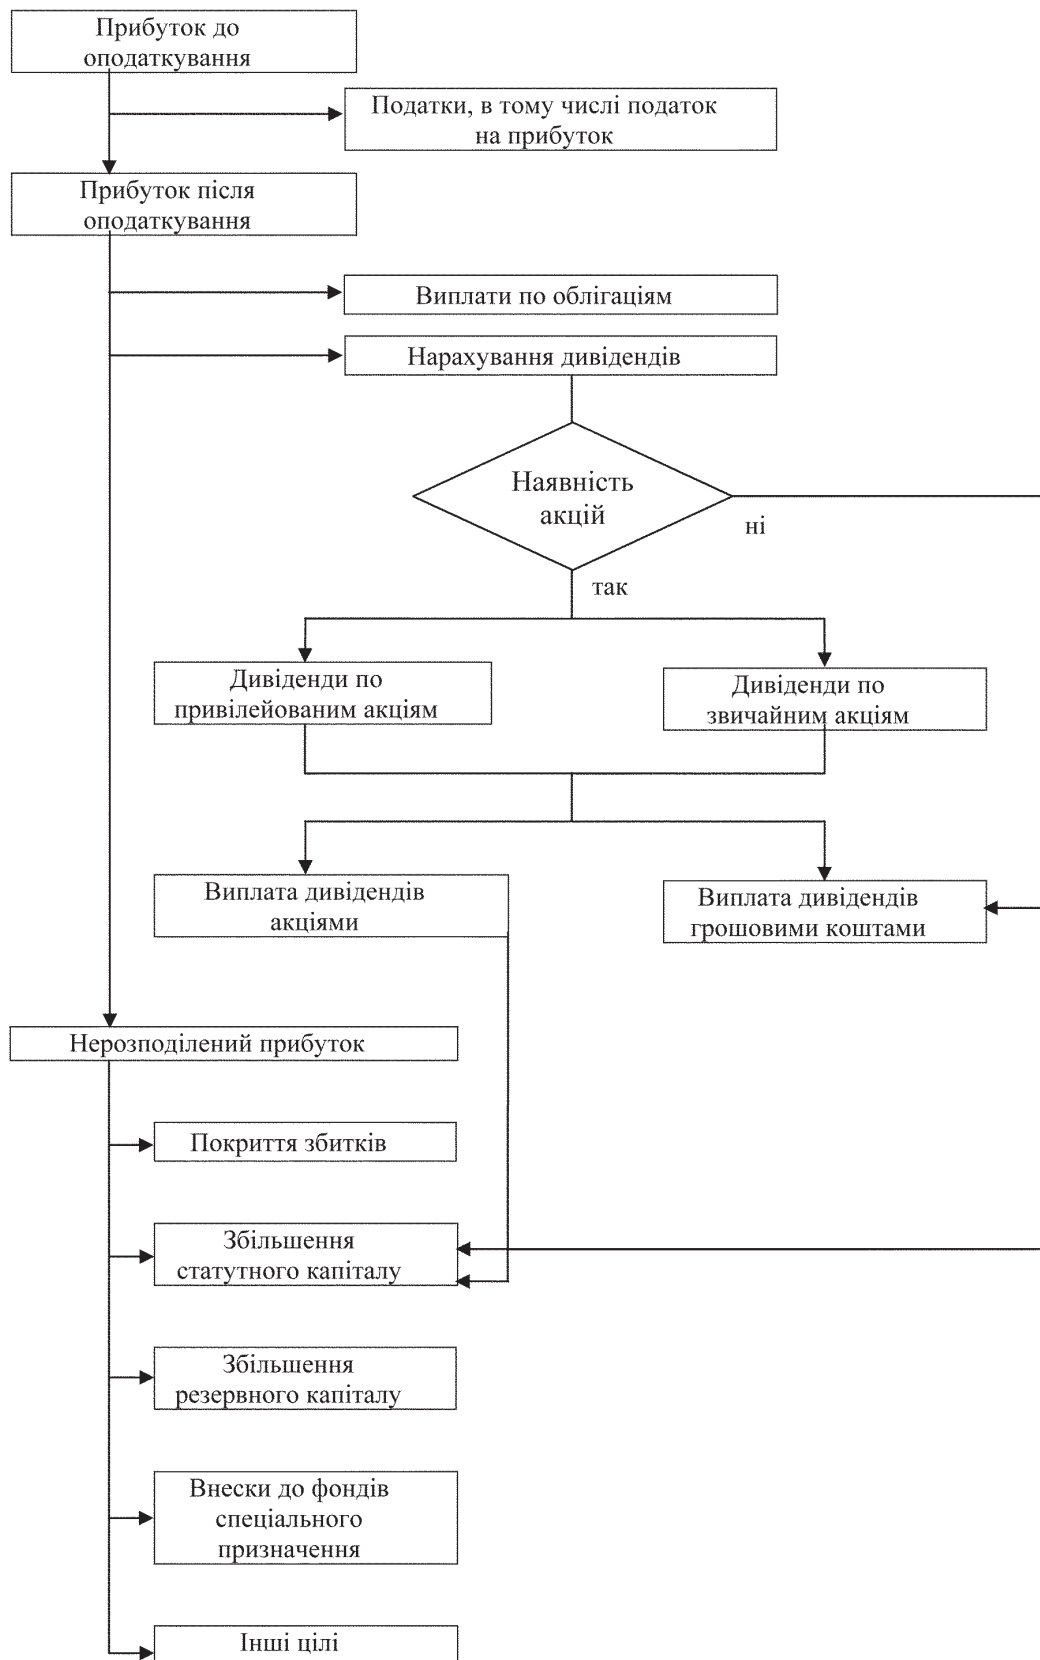 Прибуток до
оподаткування
Податки, в тому числі податок
на прибуток
Прибуток після
оподаткування
Виплати по облігаціям
Нарахування дивідендів
Наявність
акцій
ні
так
Дивіденди по
привілейованим акціям
Дивіденди по
звичайним акціям
Виплата дивідендів
акціями
Виплата дивідендів
грошовими коштами
Нерозподілений прибуток
Покриття збитків
Збільшення
статутного капіталу
Збільшення
резервного капіталу
Внески до фондів
спеціального
призначення
Інші цілі